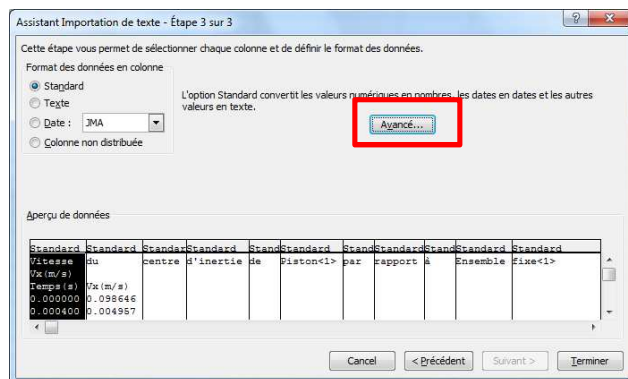 Assistant Importation de texte - Étape 3 sur 3
Cette étape vous permet de sélectionner chaque colonne et de définir le format des données.
Format des données en colonne
Standard
Texte
Date : JMA
Colonne non distribuée
L'option Standard convertit les valeurs numériques en nombres, les dates en dates et les autres
valeurs en texte.
Avancé...
Aperçu de données
Standard Standard Standar Standard Stand Standard Stand Standard Stand Standard Standard
Vitesse du centre d'inertie de Piston<1> par rapport à Ensemble fixe<1>
Vx(m/s)
Temps(s) Vx(m/s)
0.000000 0.098646
0.000400 0.004957
Cancel < Précédent Suivant > Terminer